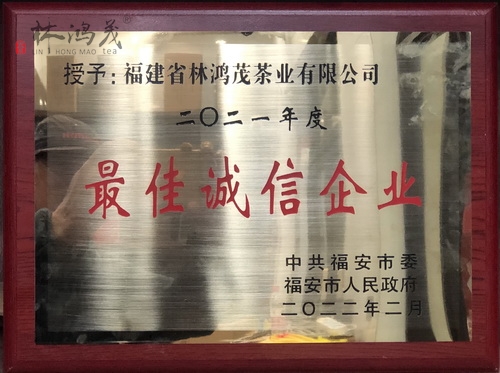 林鸿茂®
LIN HONG MAO tea
授予：福建省林鸿茂茶业有限公司
二〇二一年度
最佳诚信企业
中共福安市委
福安市人民政府
二〇二二年二月